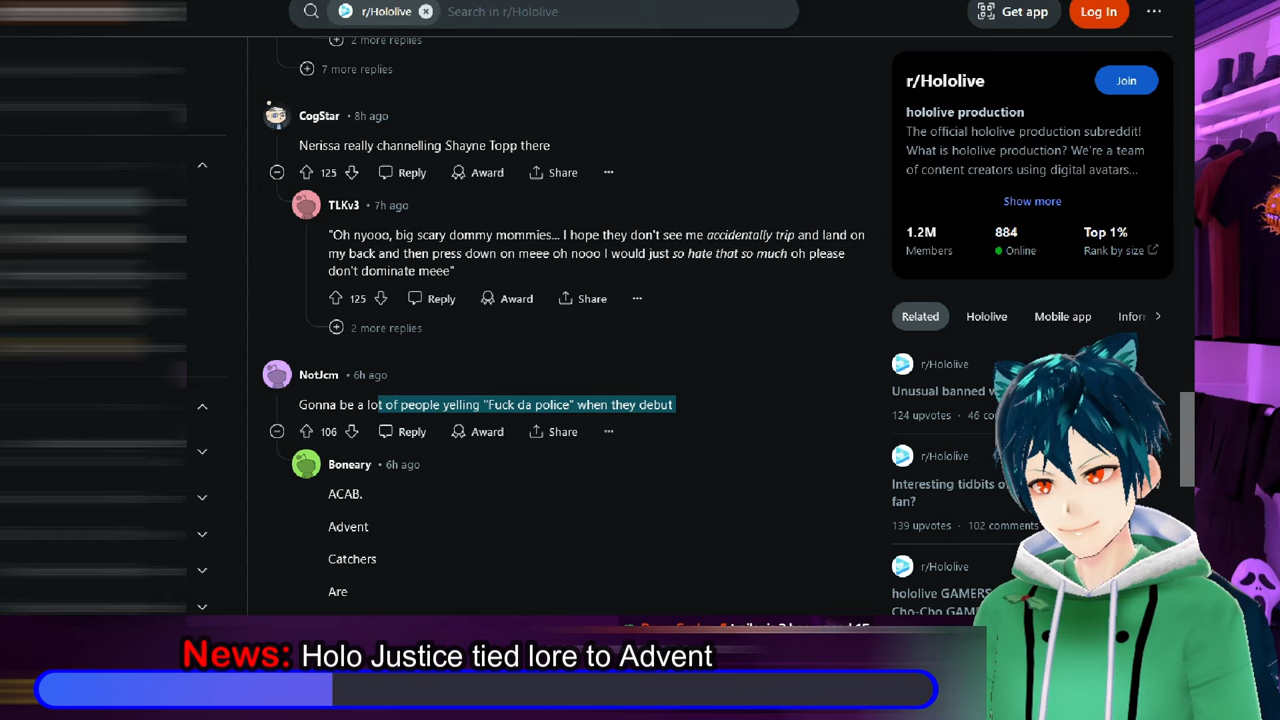 r/Hololive
Search in r/Hololive
Get app
Log In
2 more replies
7 more replies
CogStar • 8h ago
Nerissa really channelling Shayne Topp there
125
Reply
Award
Share
TLKv3 • 7h ago
"Oh nyooo, big scary dommy mommies... I hope they don't see me accidentally trip and land on
my back and then press down on meee oh nooo I would just so hate that so much oh please
don't dominate meee"
125
Reply
Award
Share
2 more replies
NotJcm • 6h ago
Gonna be a lot of people yelling "Fuck da police" when they debut
106
Reply
Award
Share
Boneary • 6h ago
ACAB.
Advent
Catchers
Are
r/Hololive
Join
hololive production
The official hololive production subreddit!
What is hololive production? We're a team
of content creators using digital avatars...
Show more
1.2M
884
Top 1%
Members
Online
Rank by size
Related
Hololive
Mobile app
Infor
r/Hololive
Unusual banned
124 upvotes • 46
r/Hololive
Interesting tidbits
fan?
139 upvotes • 102 comments
r/Hololive
hololive GAMERS
Cho-Cho GAM
News: Holo Justice tied lore to Advent